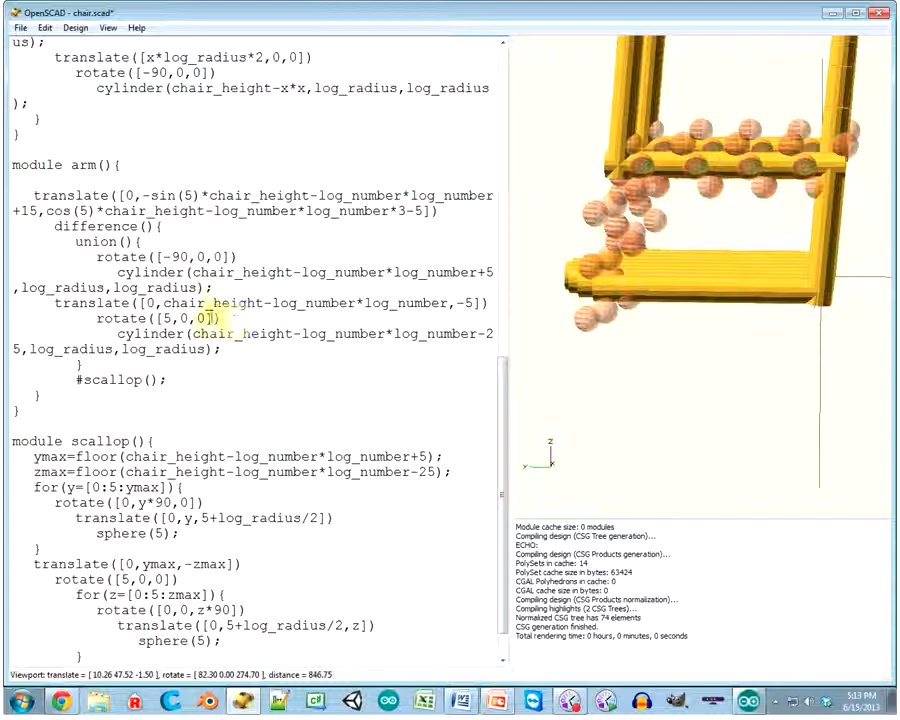 OpenSCAD - chair.scad*
File Edit Design View Help
us);
translate([x*log_radius*2,0,0])
rotate([-90,0,0])
cylinder(chair_height-x*x,log_radius,log_radius
);
}
}
module arm(){
translate([0,-sin(5)*chair_height-log_number*log_number
+15,cos(5)*chair_height-log_number*log_number*3-5])
difference(){
union(){
rotate([-90,0,0])
cylinder(chair_height-log_number*log_number+5
,log_radius,log_radius);
translate([0,chair_height-log_number*log_number,-5])
rotate([5,0,0])
cylinder(chair_height-log_number*log_number-2
5,log_radius,log_radius);
}
#scallop();
}
}
module scallop(){
ymax=floor(chair_height-log_number*log_number+5);
zmax=floor(chair_height-log_number*log_number-25);
for(y=[0:5:ymax]){
rotate([0,y*90,0])
translate([0,y,5+log_radius/2])
sphere(5);
}
translate([0,ymax,-zmax])
rotate([5,0,0])
for(z=[0:5:zmax]){
rotate([0,0,z*90])
translate([0,5+log_radius/2,z])
sphere(5);
}
z
Y
x
Module cache size: 0 modules
Compiling design (CSG Tree generation)...
ECHO:
Compiling design (CSG Products generation)...
PolySets in cache: 14
PolySet cache size in bytes: 63424
CGAL Polyhedrons in cache: 0
CGAL cache size in bytes: 0
Compiling design (CSG Products normalization)...
Compiling highlights (2 CSG Trees)...
Normalized CSG tree has 74 elements
CSG generation finished.
Total rendering time: 0 hours, 0 minutes, 0 seconds
Viewport: translate = [ 10.26 47.52 -1.50 ], rotate = [ 82.30 0.00 274.70 ], distance = 846.75
5:13 PM
6/15/2013